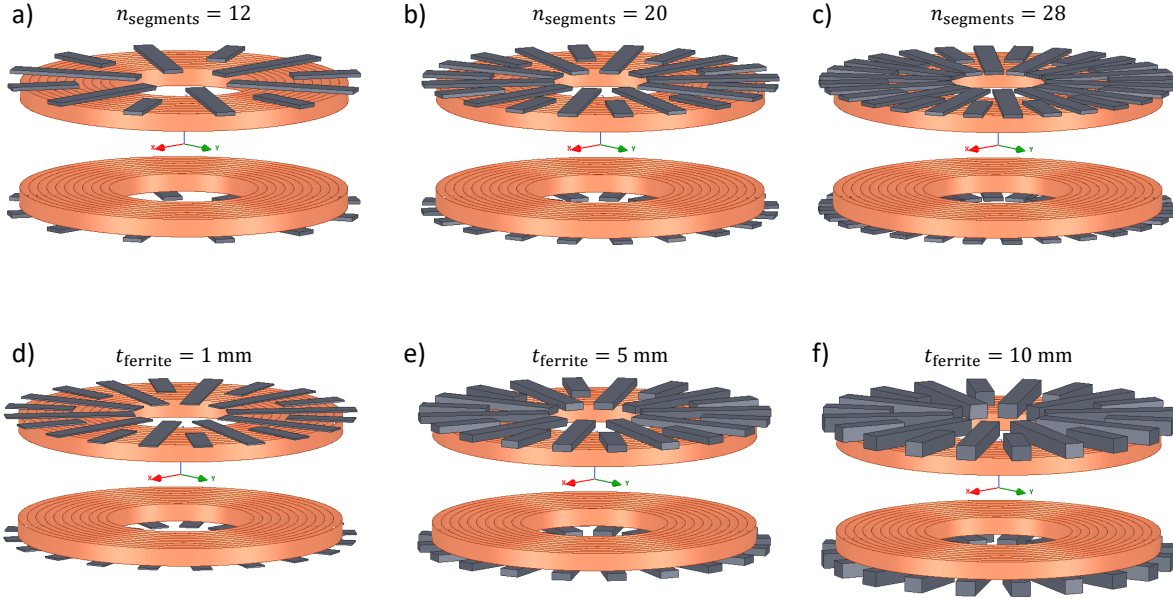 a) n_segments = 12
b) n_segments = 20
c) n_segments = 28
X Y
X Y
X Y
d) t_ferrite = 1 mm
e) t_ferrite = 5 mm
f) t_ferrite = 10 mm
X Y
X Y
X Y